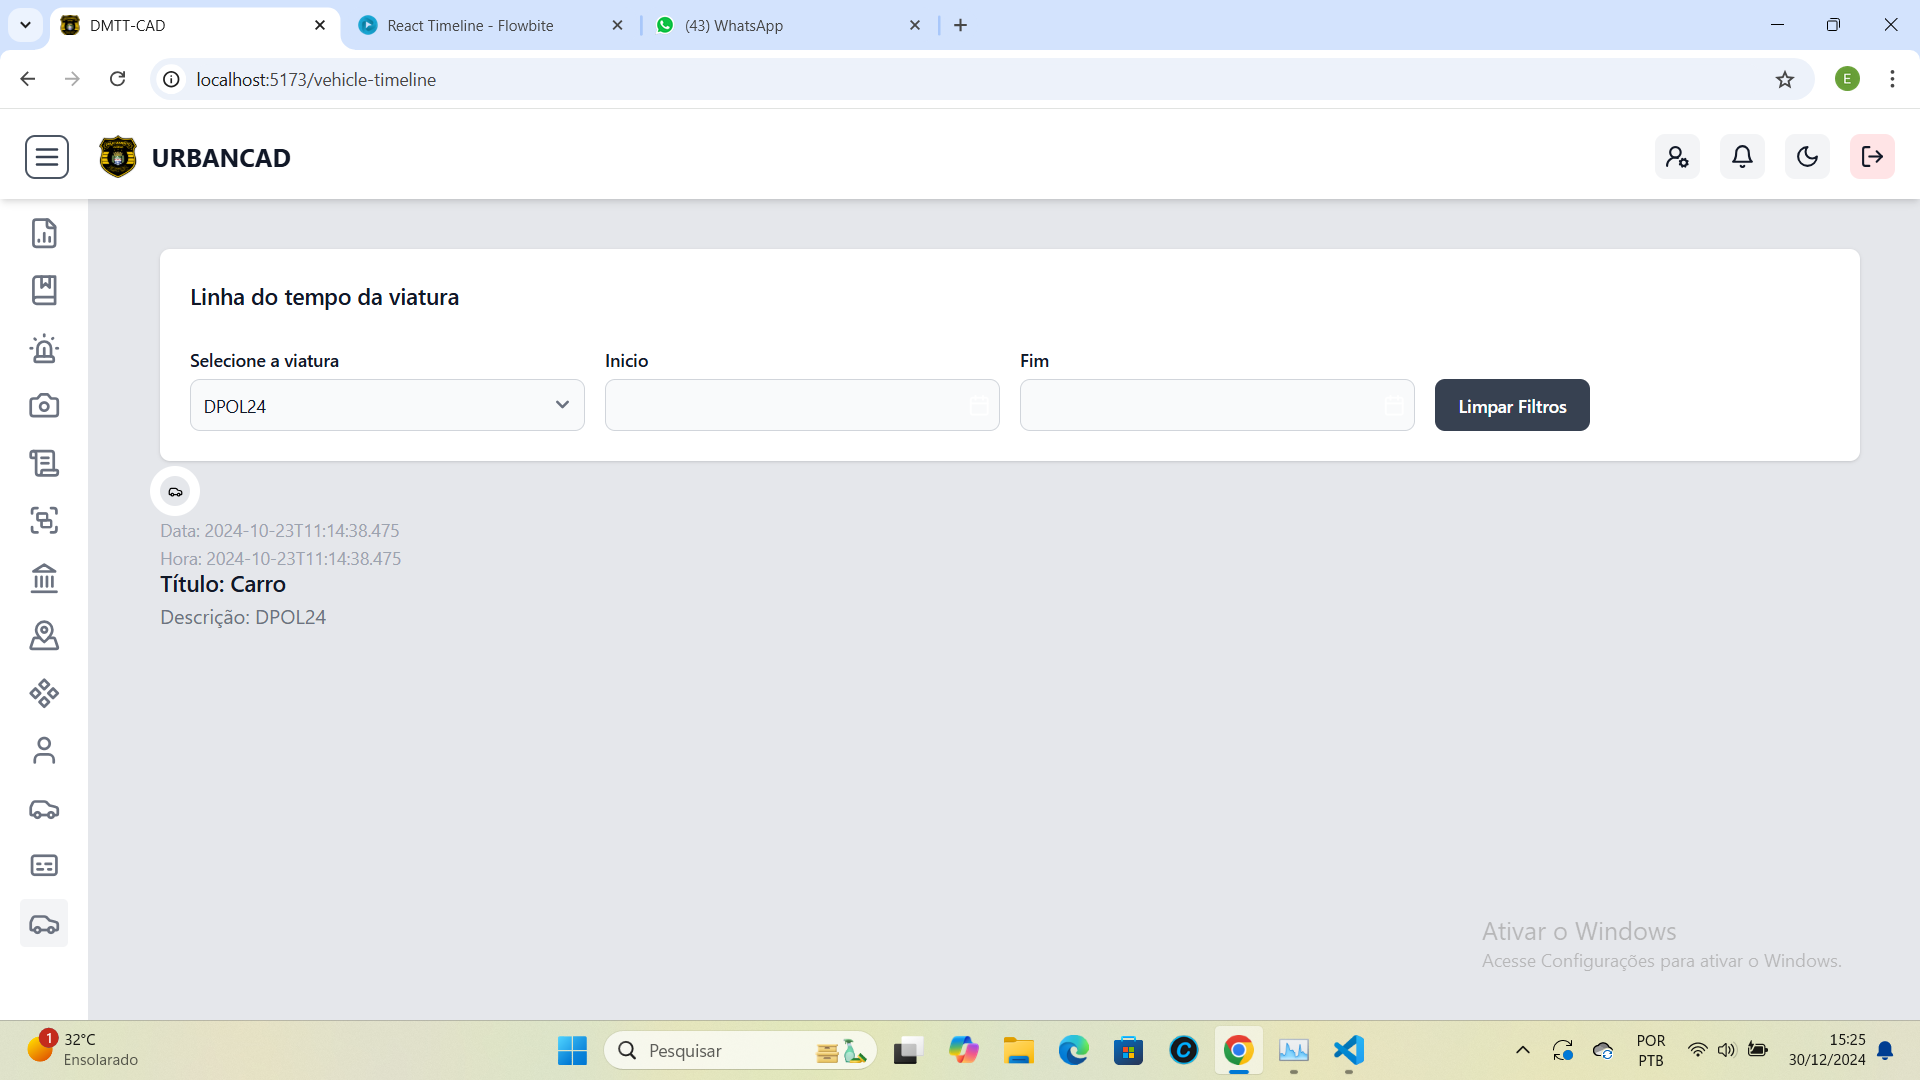 DMTT-CAD
React Timeline - Flowbite
(43) WhatsApp
localhost:5173/vehicle-timeline
E
URBANCAD
Linha do tempo da viatura
Selecione a viatura
Inicio
Fim
DPOL24
Limpar Filtros
Data: 2024-10-23T11:14:38.475
Hora: 2024-10-23T11:14:38.475
Título: Carro
Descrição: DPOL24
Ativar o Windows
Acesse Configurações para ativar o Windows.
1
32°C
Ensolarado
Pesquisar
POR
PTB
15:25
30/12/2024